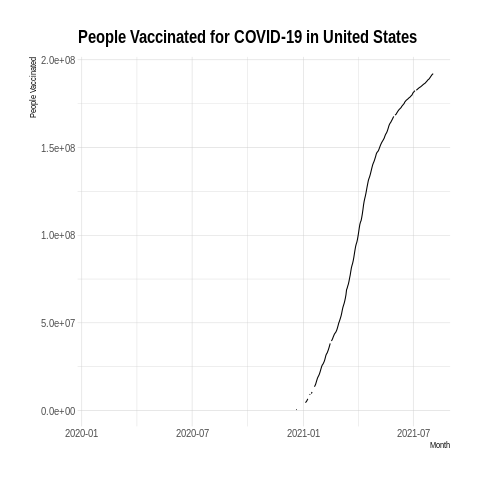 People Vaccinated for COVID-19 in United States
People Vaccinated
2.0e+08
1.5e+08
1.0e+08
5.0e+07
0.0e+00
2020-01 2020-07 2021-01 2021-07
Month